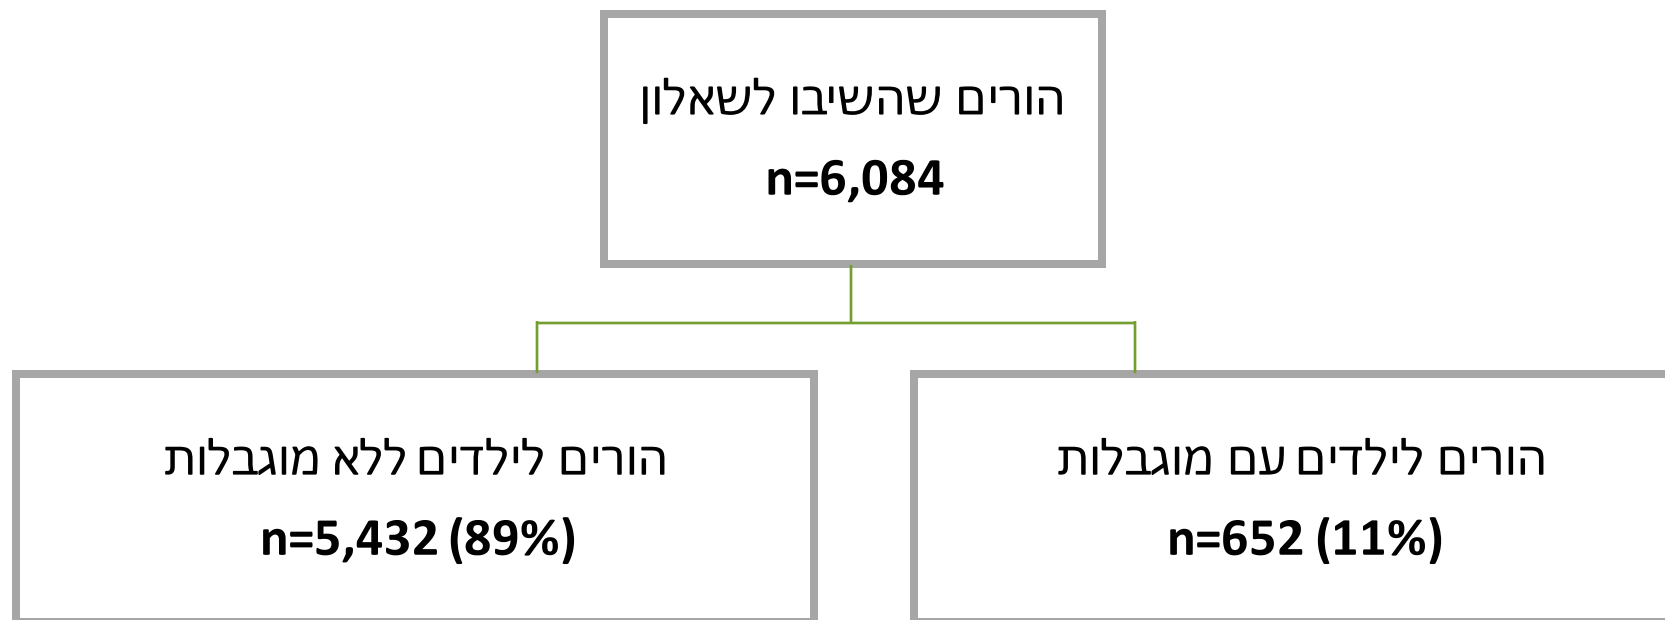 הורים שהשיבו לשאלון
n=6,084
הורים לילדים עם מוגבלות
n=652 (11%)
הורים לילדים ללא מוגבלות
n=5,432 (89%)